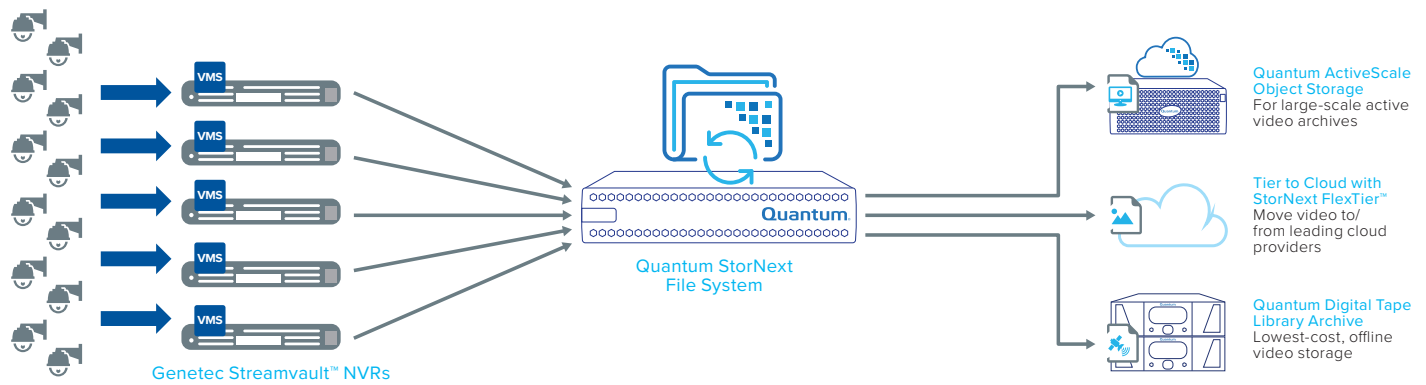 VMS
VMS
VMS
VMS
VMS
Genetec Streamvault™ NVRs
Quantum.
Quantum StorNext
File System
Quantum ActiveScale
Object Storage
For large-scale active
video archives
Tier to Cloud with
StorNext FlexTier™
Move video to/
from leading cloud
providers
Quantum Digital Tape
Library Archive
Lowest-cost, offline
video storage